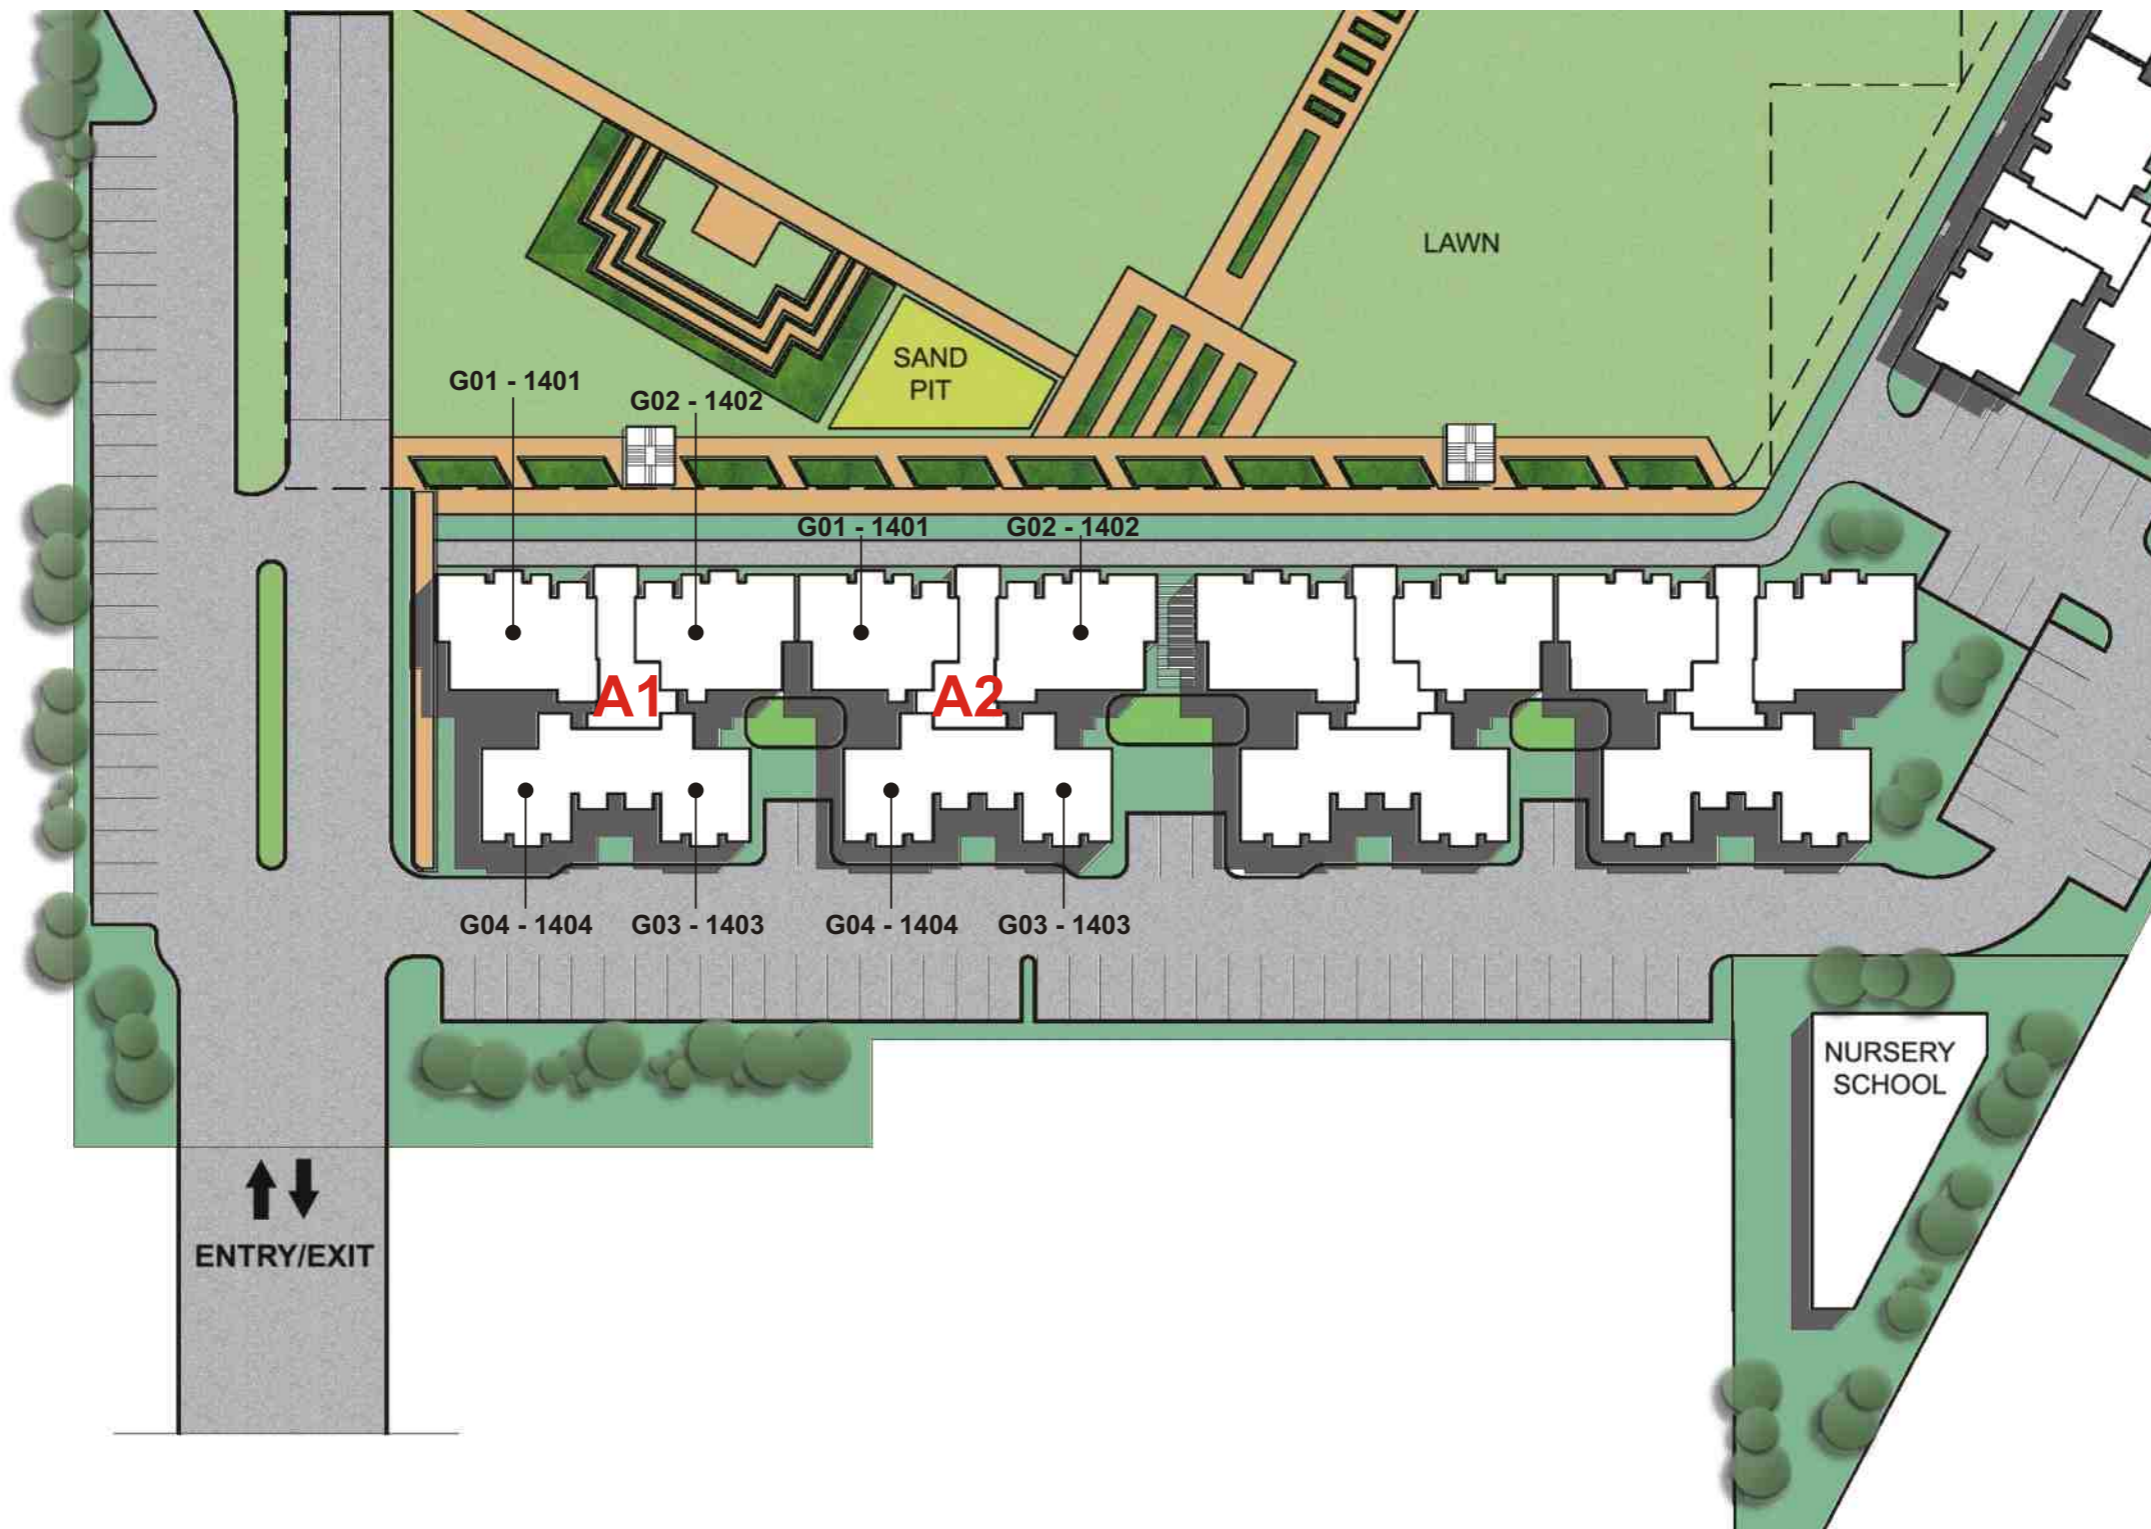 LAWN
SAND
PIT
G01 - 1401
G02 - 1402
G01 - 1401
G02 - 1402
A1
A2
G04 - 1404
G03 - 1403
G04 - 1404
G03 - 1403
NURSERY
SCHOOL
ENTRY/EXIT